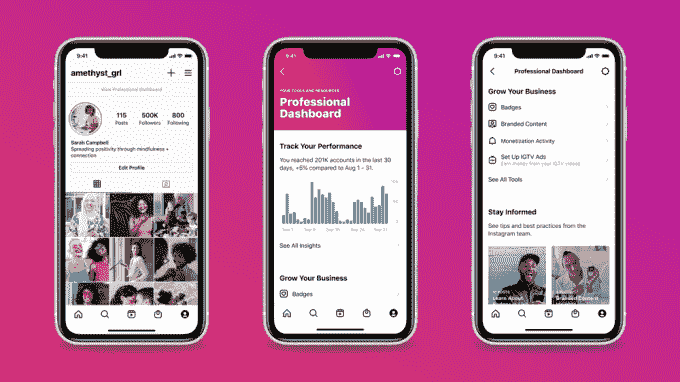 9:41
amethyst_grl
View Professional Dashboard
115
Posts
500K
Followers
800
Following
Sarah Campbell
Spreading positivity through mindfulness +
connection
Edit Profile
9:41
YOUR TOOLS AND RESOURCES
Professional
Dashboard
Track Your Performance
You reached 201K accounts in the last 30
days, +5% compared to Aug 1 - 31.
Sep 1
Sep 8
See All Insights
Grow Your Business
Badges
9:41
Professional Dashboard
Grow Your Business
Badges
Branded Content
Monetization Activity
Set Up IGTV Ads
Earn money from your IGTV videos
See All Tools
Stay Informed
See tips and best practices from the
Instagram team.
Learn About
Branded Content